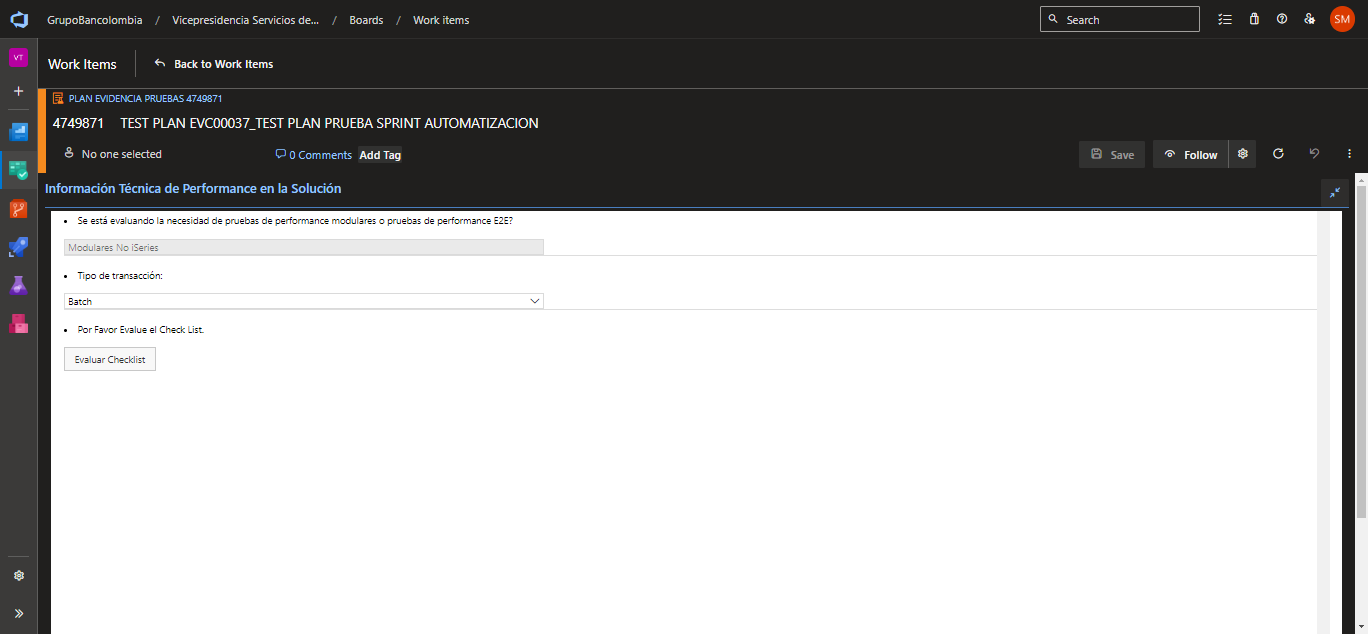 GrupoBancolombia / Vicepresidencia Servicios de... / Boards / Work items
Search
SM
VT
Work Items
Back to Work Items
PLAN EVIDENCIA PRUEBAS 4749871
4749871 TEST PLAN EVC00037_TEST PLAN PRUEBA SPRINT AUTOMATIZACION
No one selected
0 Comments
Add Tag
Save
Follow
Información Técnica de Performance en la Solución
• Se está evaluando la necesidad de pruebas de performance modulares o pruebas de performance E2E?
Modulares No iSeries
• Tipo de transacción:
Batch
• Por Favor Evalue el Check List.
Evaluar Checklist